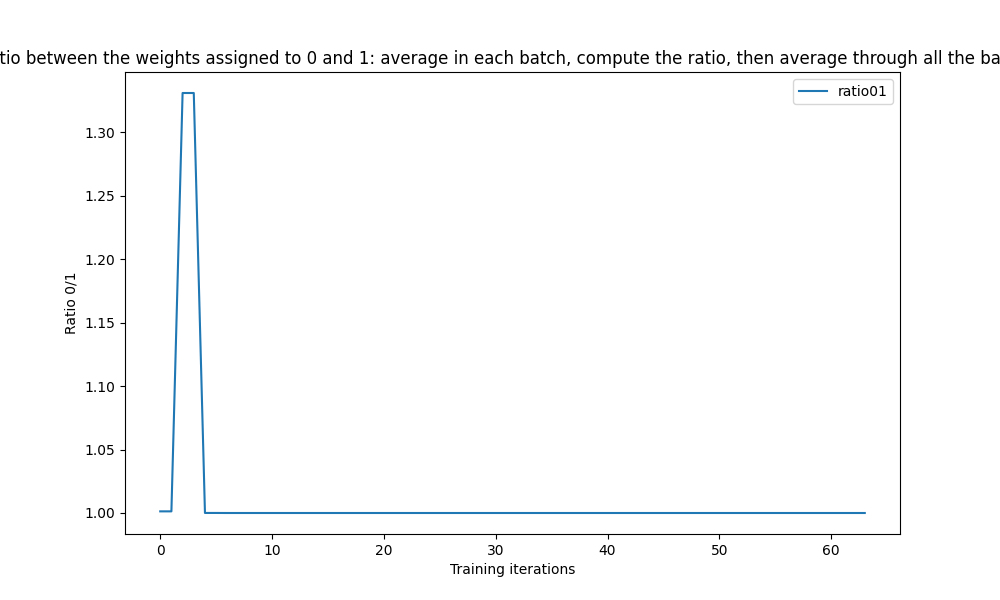 tio between the weights assigned to 0 and 1: average in each batch, compute the ratio, then average through all the ba
ratio01
1.30
1.25
1.20
1.15
1.10
1.05
1.00
Ratio 0/1
0 10 20 30 40 50 60
Training iterations